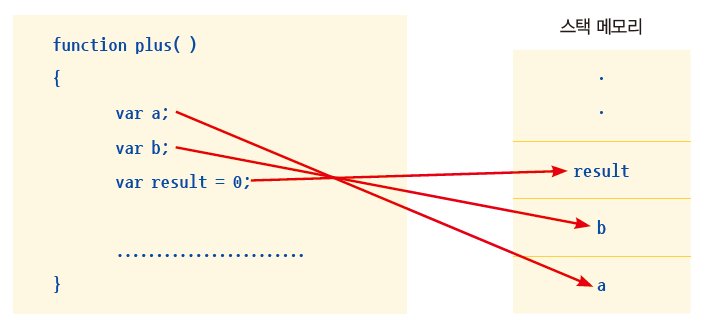 function plus( )
{
var a;
var b;
var result = 0;
........................
}
스택 메모리
.
.
result
b
a